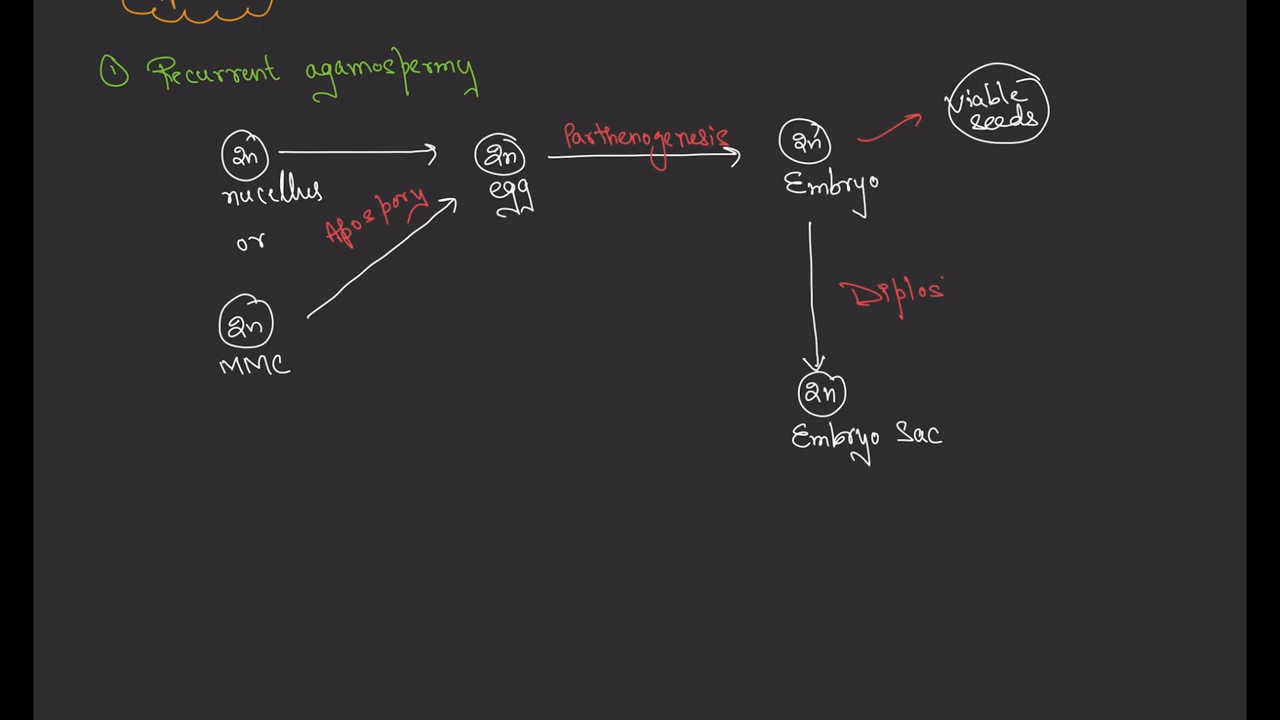 ① Recurrent agamospermy
2n
nucellus
or
2n
MMC
Apospory
2n
egg
Parthenogenesis
2n
Embryo
viable
seeds
Diplosi
2n
Embryo Sac